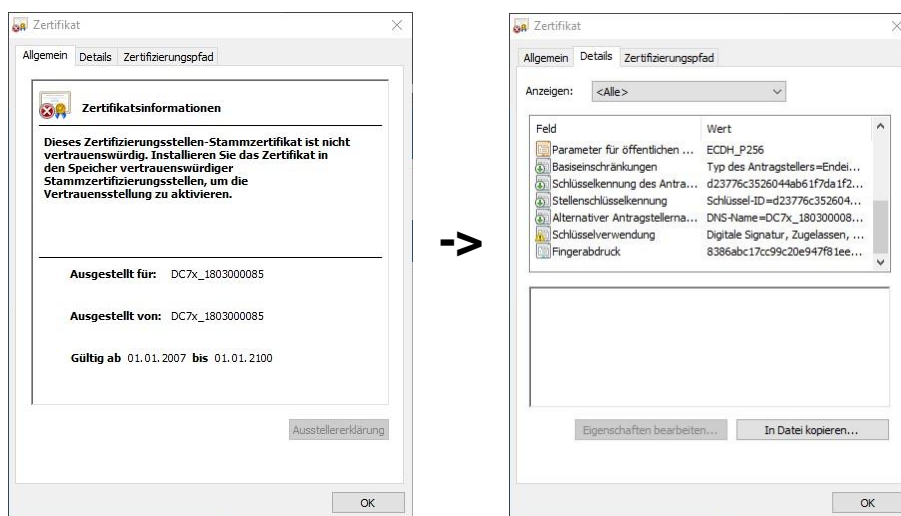 Zertifikat
Allgemein Details Zertifizierungspfad
Zertifikatsinformationen
Dieses Zertifizierungsstellen-Stammzertifikat ist nicht
vertrauenswürdig. Installieren Sie das Zertifikat in
den Speicher vertrauenswürdiger
Stammzertifizierungsstellen, um die
Vertrauensstellung zu aktivieren.
Ausgestellt für: DC7x_1803000085
Ausgestellt von: DC7x_1803000085
Gültig ab 01.01.2007 bis 01.01.2100
Ausstellererklärung
OK
->
Zertifikat
Allgemein Details Zertifizierungspfad
Anzeigen: <Alle>
Feld Wert
Parameter für öffentlichen ... ECDH_P256
Basiseinschränkungen Typ des Antragstellers=Endei...
Schlüsselkennung des Antra... d23776c3526044ab61f7da1f2...
Stellenschlüsselkennung Schlüssel-ID=d23776c352604...
Alternativer Antragstellerna... DNS-Name=DC7x_180300008...
Schlüsselverwendung Digitale Signatur, Zugelassen, ...
Fingerabdruck 8386abc17cc99c20e947f81ee...
Eigenschaften bearbeiten... In Datei kopieren...
OK